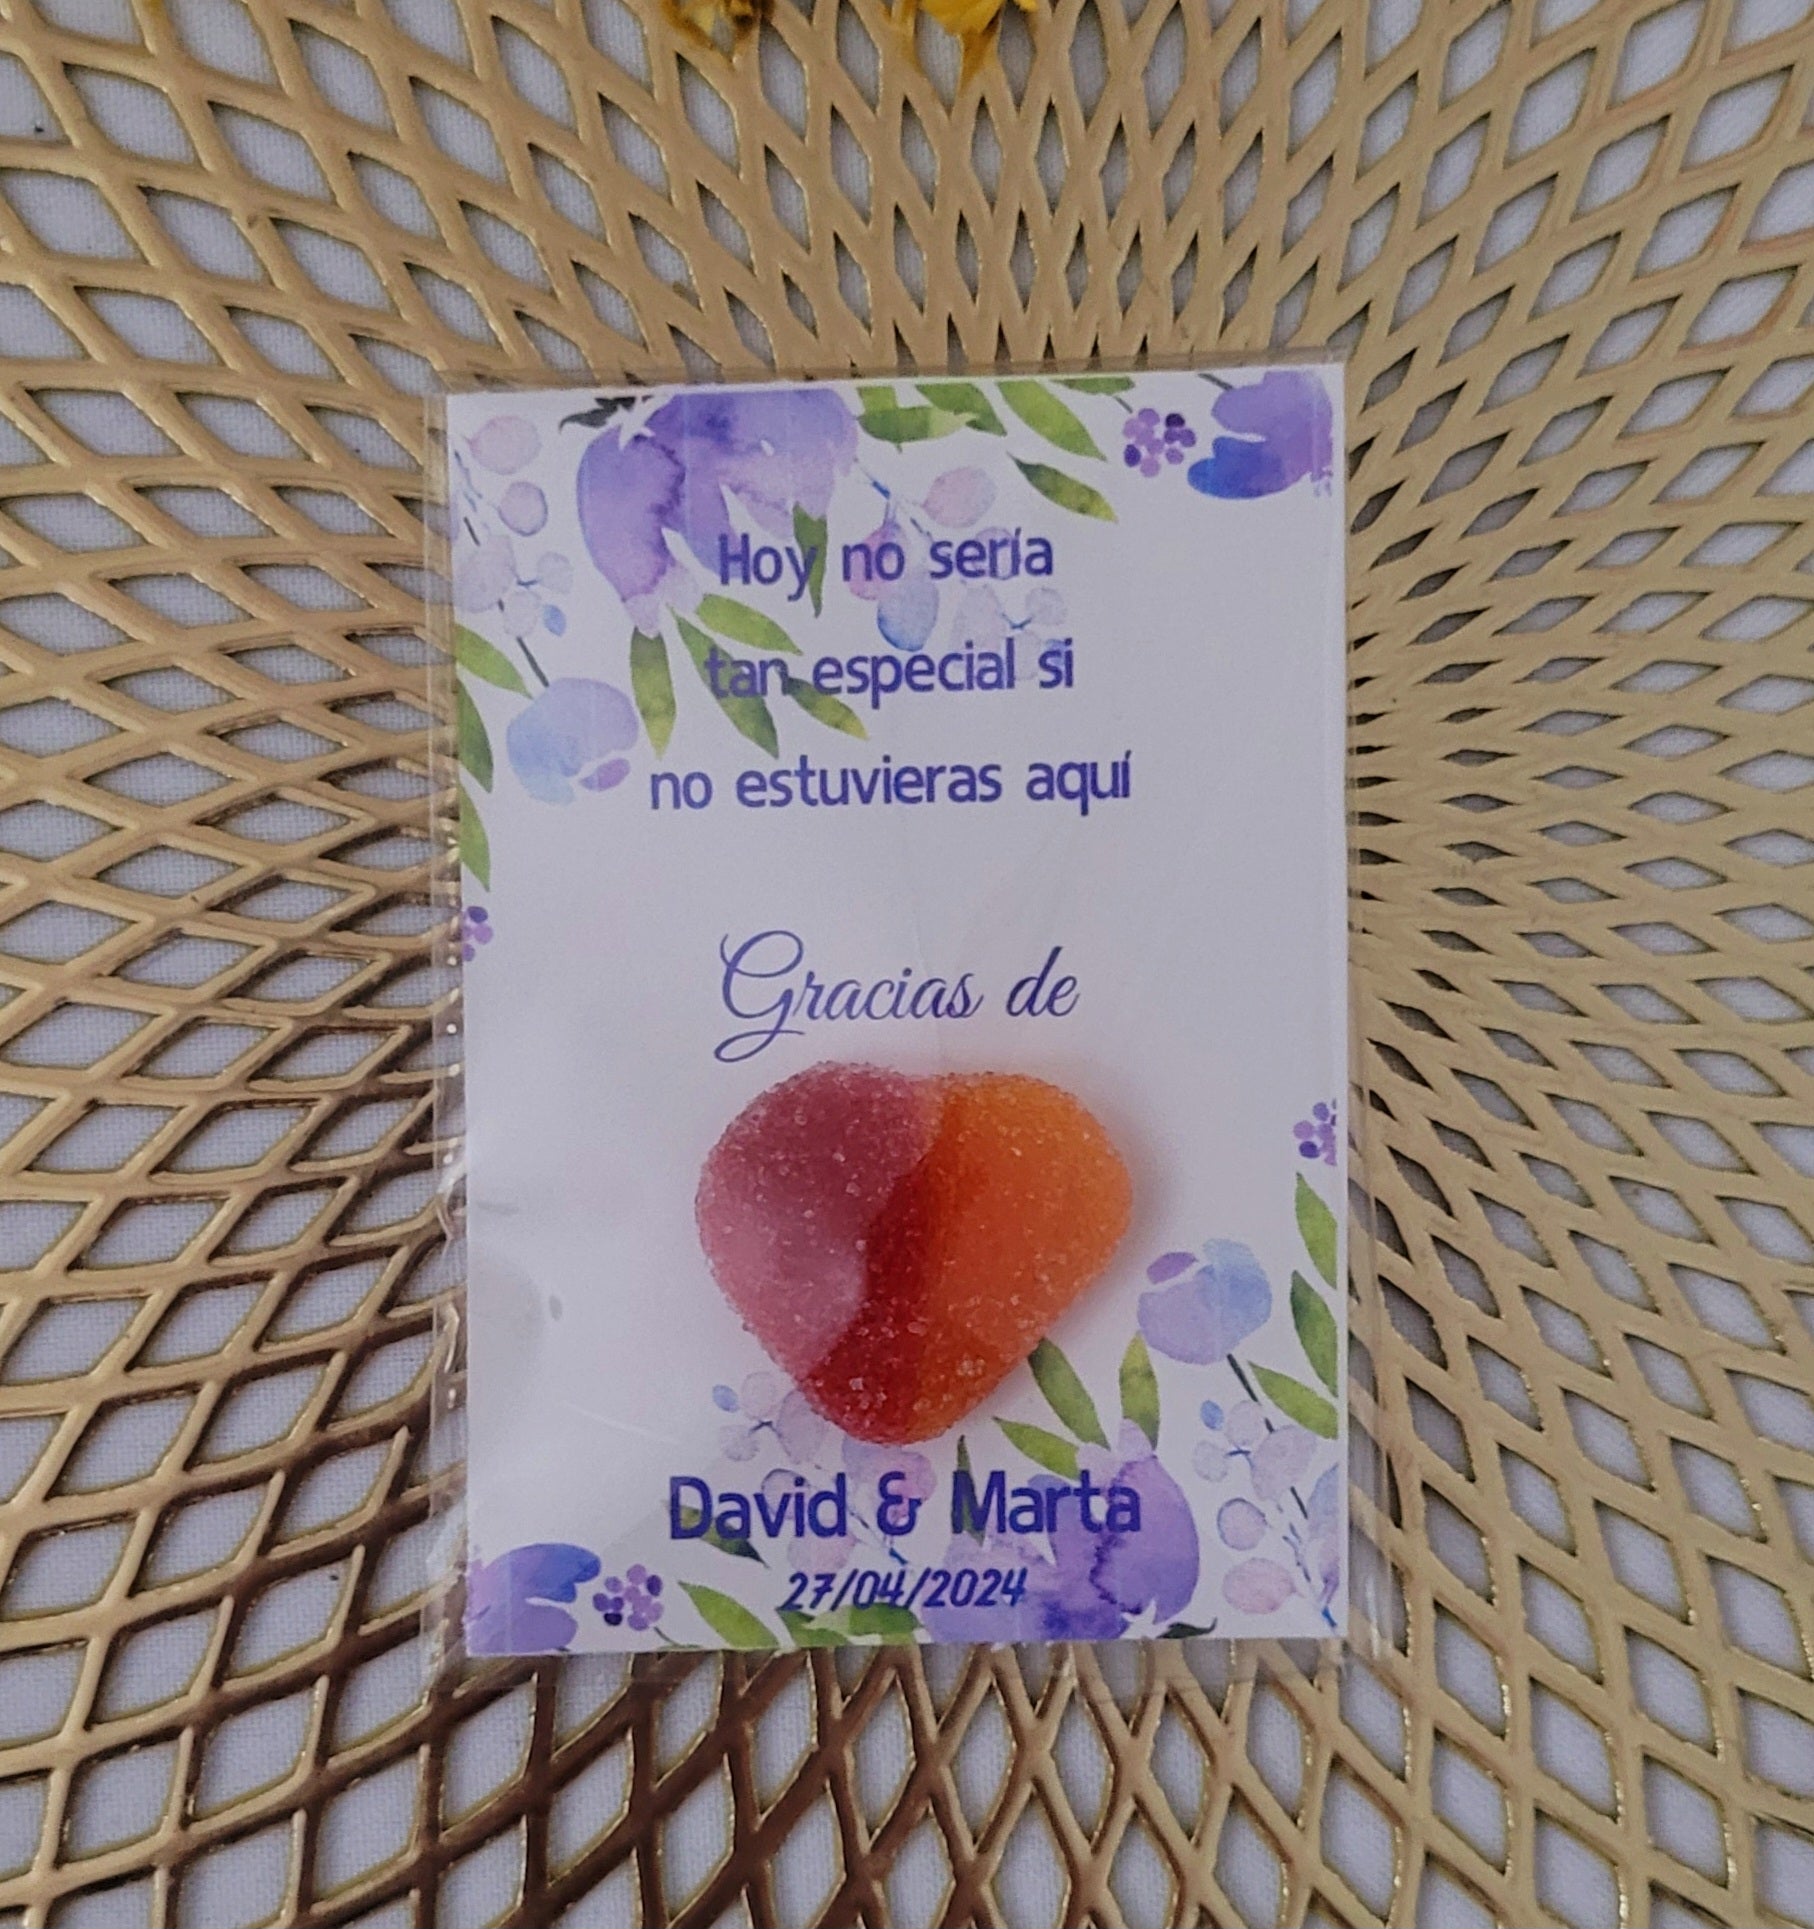 Hoy no sería
tan especial si
no estuvieras aquí
Gracias de
David & Marta
27/04/2024